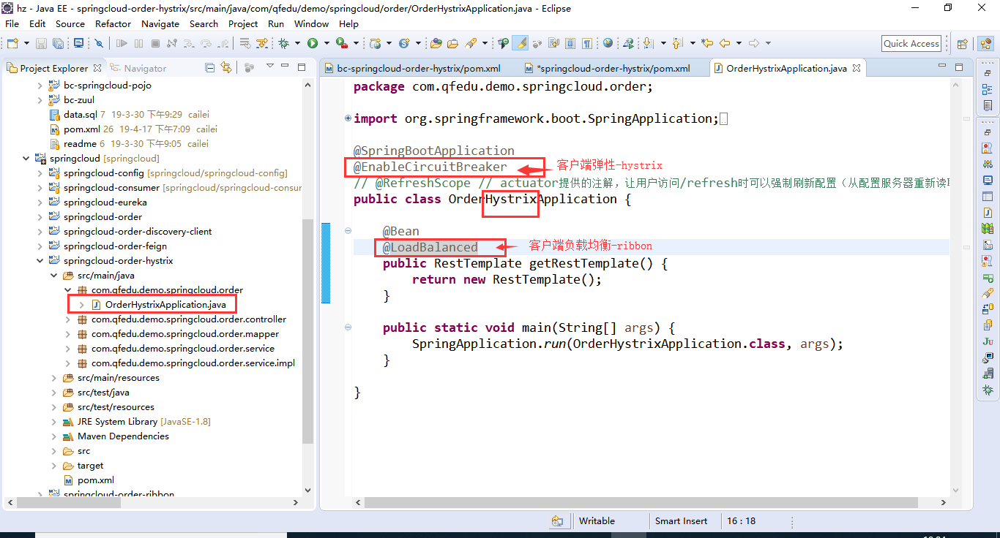 hz - Java EE - springcloud-order-hystrix/src/main/java/com/qfedu/demo/springcloud/order/OrderHystrixApplication.java - Eclipse
File Edit Source Refactor Navigate Search Project Run Window Help
Quick Access
Project Explorer Navigator
bc-springcloud-order-hystrix/pom.xml *springcloud-order-hystrix/pom.xml OrderHystrixApplication.java
bc-springcloud-pojo
bc-zuul
data.sql 7 19-3-30 下午9:29 cailei
pom.xml 26 19-4-17 下午7:09 cailei
readme 6 19-3-30 下午9:05 cailei
springcloud [springcloud]
springcloud-config [springcloud/springcloud-config]
springcloud-consumer [springcloud/springcloud-consur
springcloud-eureka
springcloud-order
springcloud-order-discovery-client
springcloud-order-feign
springcloud-order-hystrix
src/main/java
com.qfedu.demo.springcloud.order
OrderHystrixApplication.java
com.qfedu.demo.springcloud.order.controller
com.qfedu.demo.springcloud.order.mapper
com.qfedu.demo.springcloud.order.service
com.qfedu.demo.springcloud.order.service.impl
src/main/resources
src/test/java
src/test/resources
JRE System Library [JavaSE-1.8]
Maven Dependencies
src
target
pom.xml
springcloud-order-ribbon
package com.qfedu.demo.springcloud.order;
import org.springframework.boot.SpringApplication;
@SpringBootApplication
@EnableCircuitBreaker 客户端弹性-hystrix
// @RefreshScope // actuator提供的注解，让用户访问/refresh时可以强制刷新配置（从配置服务器重新读取
public class OrderHystrixApplication {
@Bean
@LoadBalanced 客户端负载均衡-ribbon
public RestTemplate getRestTemplate() {
return new RestTemplate();
}
public static void main(String[] args) {
SpringApplication.run(OrderHystrixApplication.class, args);
}
}
Writable Smart Insert 16 : 18